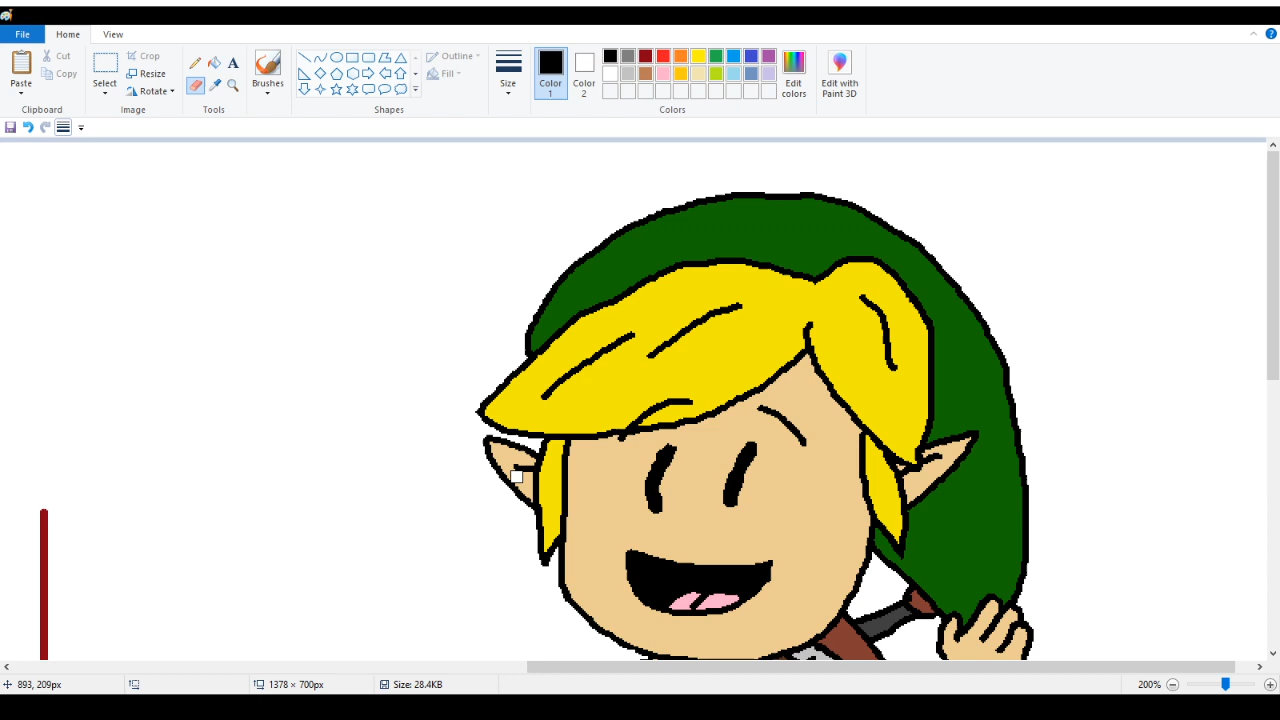 File Home View
Paste
Cut
Copy
Clipboard
Select
Crop
Resize
Rotate
Image
Tools
Brushes
Shapes
Outline
Fill
Size
Color
1
Color
2
Edit
colors
Colors
Edit with
Paint 3D
893, 209px
1378 × 700px
Size: 28.4KB
200%